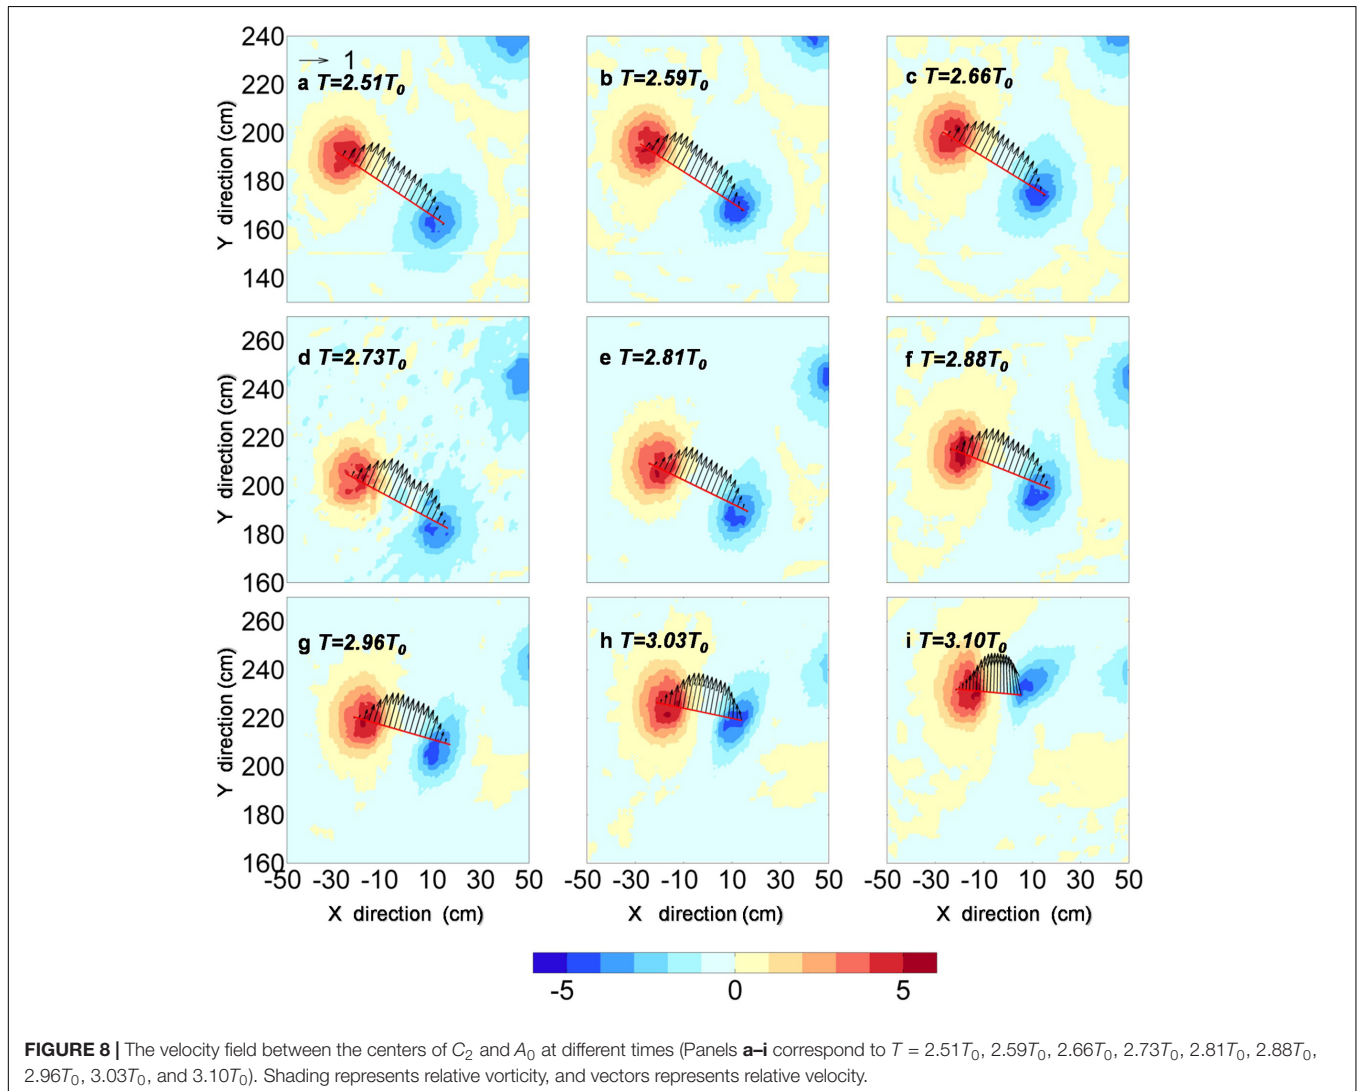 240
220
200
180
160
140
Y direction (cm)
1
a T=2.51T0
b T=2.59T0
c T=2.66T0
260
240
220
200
180
160
Y direction (cm)
d T=2.73T0
e T=2.81T0
f T=2.88T0
260
240
220
200
180
160
Y direction (cm)
g T=2.96T0
h T=3.03T0
i T=3.10T0
-50 -30 -10 10 30 50
-50 -30 -10 10 30 50
-50 -30 -10 10 30 50
X direction (cm)
X direction (cm)
X direction (cm)
-5 0 5
FIGURE 8 | The velocity field between the centers of C2 and A0 at different times (Panels a–i correspond to T = 2.51T0, 2.59T0, 2.66T0, 2.73T0, 2.81T0, 2.88T0,
2.96T0, 3.03T0, and 3.10T0). Shading represents relative vorticity, and vectors represents relative velocity.